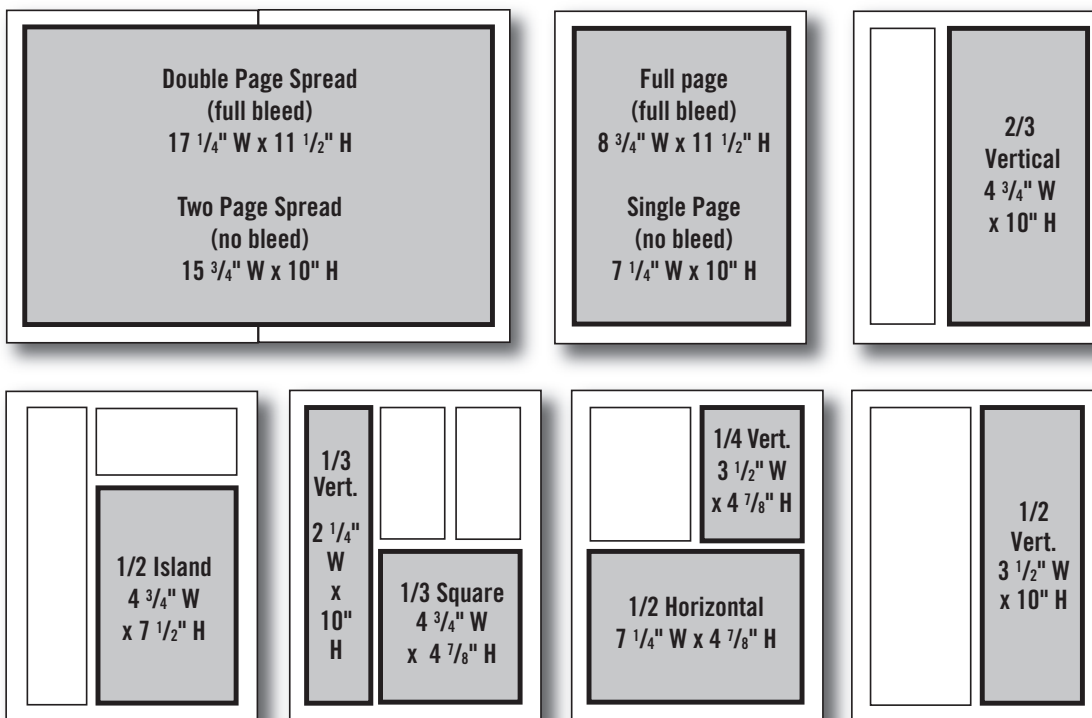 Double Page Spread
(full bleed)
17 1/4" W x 11 1/2" H
Two Page Spread
(no bleed)
15 3/4" W x 10" H
Full page
(full bleed)
8 3/4" W x 11 1/2" H
Single Page
(no bleed)
7 1/4" W x 10" H
2/3
Vertical
4 3/4" W
x 10" H
1/2 Island
4 3/4" W
x 7 1/2" H
1/3
Vert.
2 1/4"
W
x
10"
H
1/3 Square
4 3/4" W
x 4 7/8" H
1/4 Vert.
3 1/2" W
x 4 7/8" H
1/2 Horizontal
7 1/4" W x 4 7/8" H
1/2
Vert.
3 1/2" W
x 10" H